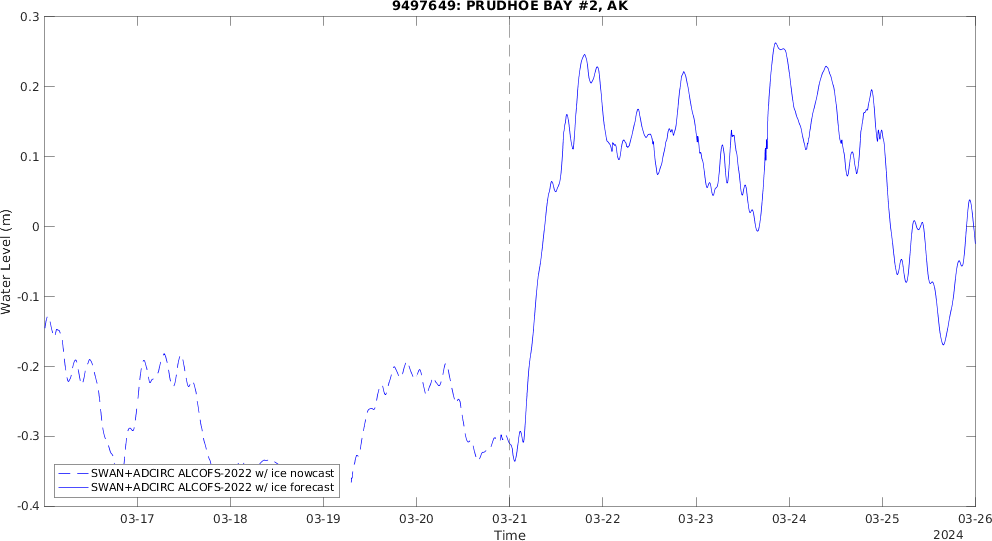 9497649: PRUDHOE BAY #2, AK
0.3
0.2
0.1
0
-0.1
-0.2
-0.3
-0.4
Water Level (m)
SWAN+ADCIRC ALCOFS-2022 w/ ice nowcast
SWAN+ADCIRC ALCOFS-2022 w/ ice forecast
03-17 03-18 03-19 03-20 03-21 03-22 03-23 03-24 03-25 03-26
Time
2024